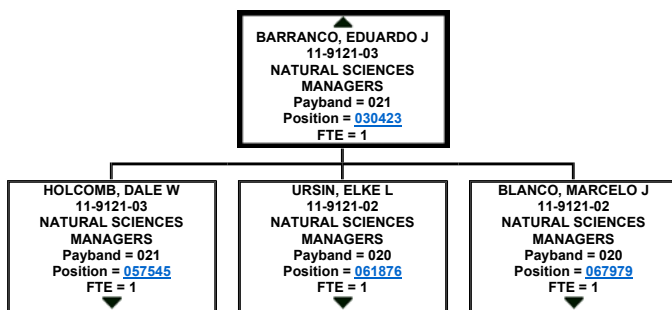 BARRANCO, EDUARDO J
11-9121-03
NATURAL SCIENCES
MANAGERS
Payband = 021
Position = 030423
FTE = 1
HOLCOMB, DALE W
11-9121-03
NATURAL SCIENCES
MANAGERS
Payband = 021
Position = 057545
FTE = 1
URSIN, ELKE L
11-9121-02
NATURAL SCIENCES
MANAGERS
Payband = 020
Position = 061876
FTE = 1
BLANCO, MARCELO J
11-9121-02
NATURAL SCIENCES
MANAGERS
Payband = 020
Position = 067979
FTE = 1